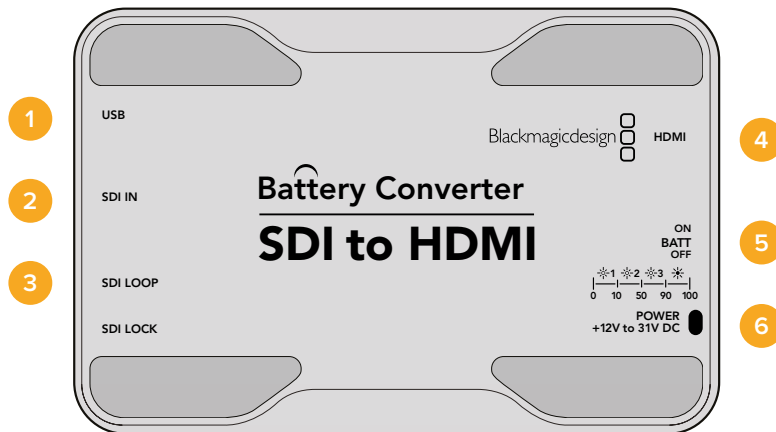 1
USB
Blackmagicdesign
HDMI
4
2
SDI IN
Battery Converter
SDI to HDMI
ON
BATT
OFF
5
3
SDI LOOP
1 2 3
0 10 50 90 100
SDI LOCK
POWER
+12V to 31V DC
6